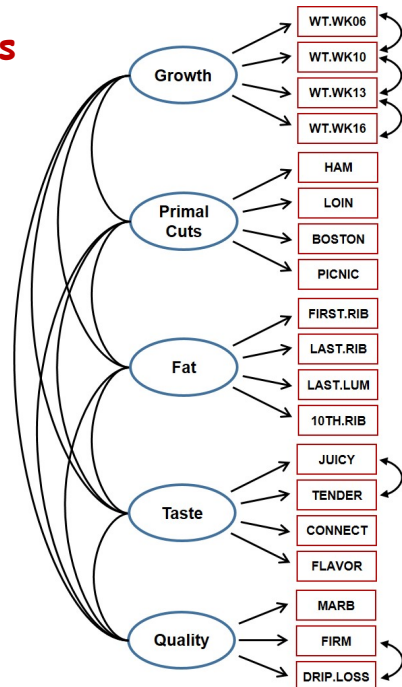 s
WT.WK06
Growth
WT.WK10
WT.WK13
WT.WK16
HAM
Primal
Cuts
LOIN
BOSTON
PICNIC
FIRST.RIB
Fat
LAST.RIB
LAST.LUM
10TH.RIB
JUICY
Taste
TENDER
CONNECT
FLAVOR
MARB
Quality
FIRM
DRIP.LOSS